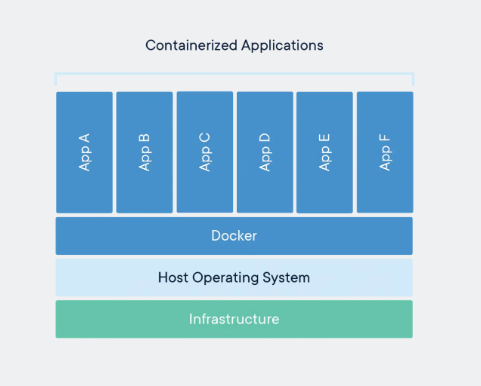 Containerized Applications
App A
App B
App C
App D
App E
App F
Docker
Host Operating System
Infrastructure